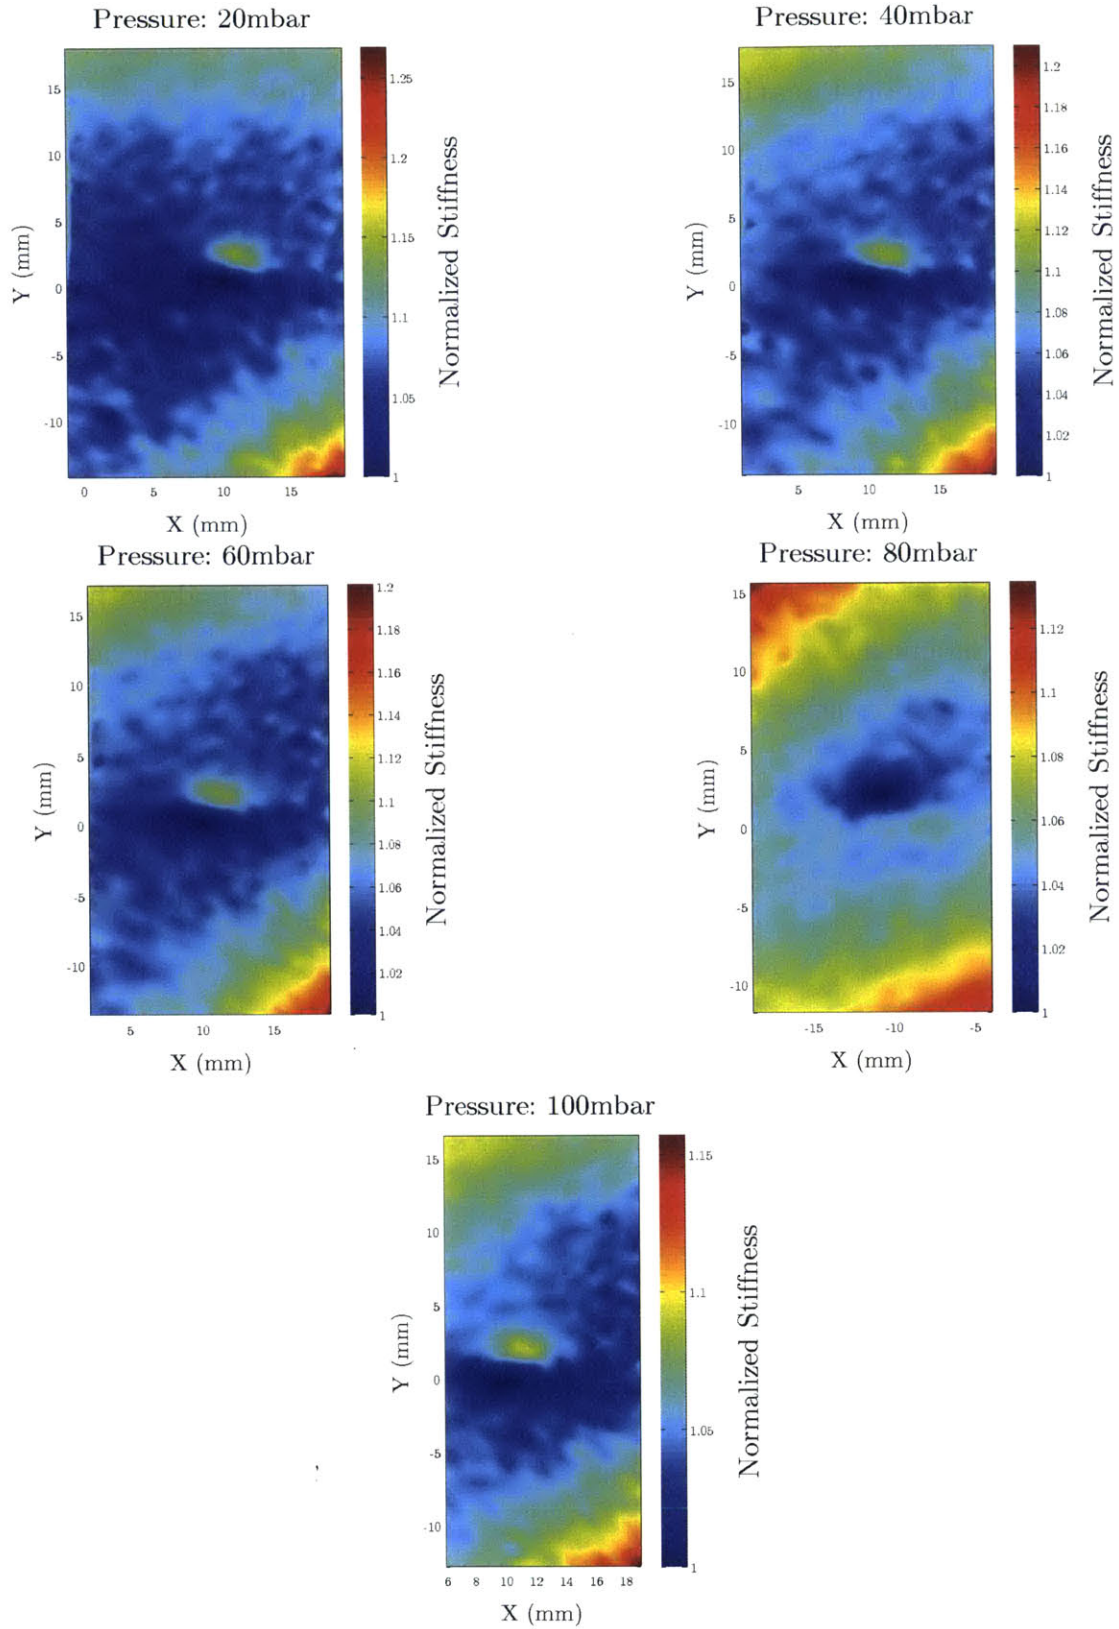 Pressure: 20mbar
15
10
5
0
-5
-10
Y (mm)
0 5 10 15
X (mm)
1.25
1.2
1.15
1.1
1.05
1
Normalized Stiffness
Pressure: 40mbar
15
10
5
0
-5
-10
Y (mm)
5 10 15
X (mm)
1.2
1.18
1.16
1.14
1.12
1.1
1.08
1.06
1.04
1.02
1
Normalized Stiffness
Pressure: 60mbar
15
10
5
0
-5
-10
Y (mm)
5 10 15
X (mm)
1.2
1.18
1.16
1.14
1.12
1.1
1.08
1.06
1.04
1.02
1
Normalized Stiffness
Pressure: 80mbar
15
10
5
0
-5
-10
Y (mm)
-15 -10 -5
X (mm)
1.12
1.1
1.08
1.06
1.04
1.02
1
Normalized Stiffness
Pressure: 100mbar
15
10
5
0
-5
-10
Y (mm)
6 8 10 12 14 16 18
X (mm)
1.15
1.1
1.05
1
Normalized Stiffness